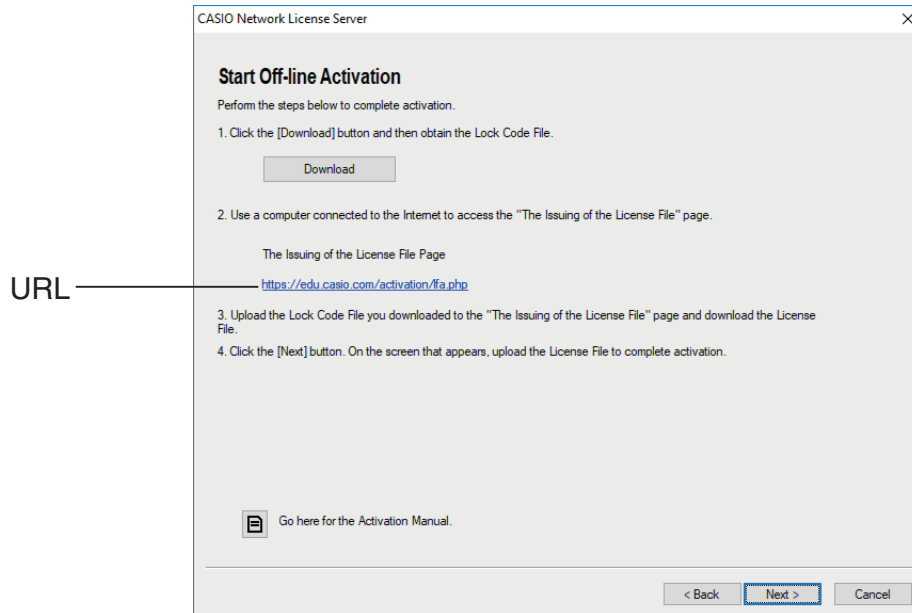 CASIO Network License Server
Start Off-line Activation
Perform the steps below to complete activation.
1. Click the [Download] button and then obtain the Lock Code File.
Download
2. Use a computer connected to the Internet to access the "The Issuing of the License File" page.
The Issuing of the License File Page
URL
https://edu.casio.com/activation/lfa.php
3. Upload the Lock Code File you downloaded to the "The Issuing of the License File" page and download the License
File.
4. Click the [Next] button. On the screen that appears, upload the License File to complete activation.
Go here for the Activation Manual.
< Back
Next >
Cancel